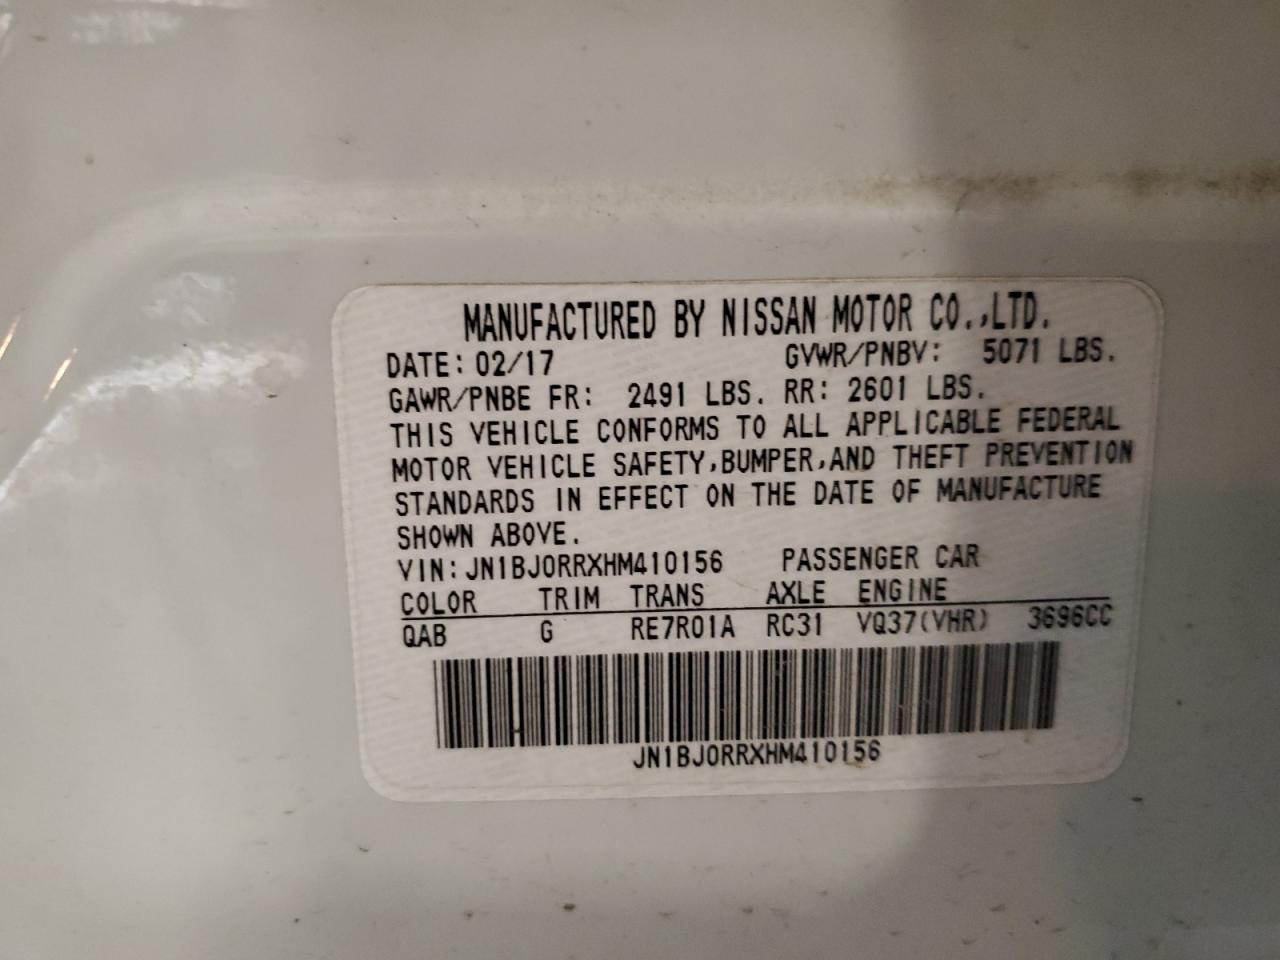 MANUFACTURED BY NISSAN MOTOR CO.,LTD.
DATE: 02/17 GVWR/PNBV: 5071 LBS.
GAWR/PNBE FR: 2491 LBS. RR: 2601 LBS.
THIS VEHICLE CONFORMS TO ALL APPLICABLE FEDERAL
MOTOR VEHICLE SAFETY,BUMPER,AND THEFT PREVENTION
STANDARDS IN EFFECT ON THE DATE OF MANUFACTURE
SHOWN ABOVE.
VIN: JN1BJ0RRXHM410156 PASSENGER CAR
COLOR TRIM TRANS AXLE ENGINE
QAB G RE7R01A RC31 VQ37(VHR) 3696CC
JN1BJ0RRXHM410156